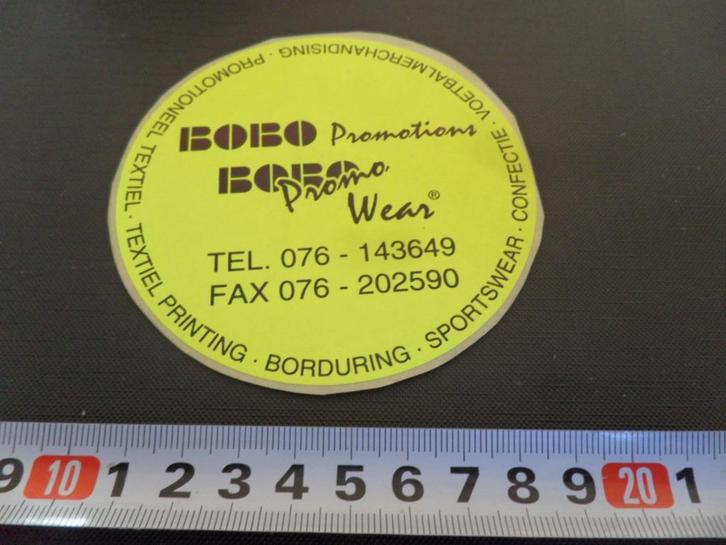 BOBO Promotions
BOBO Promo
Wear®
TEL. 076 - 143649
FAX 076 - 202590
PROMOTIONEEL TEXTIEL · TEXTIEL PRINTING · BORDURING · SPORTSWEAR · CONFECTIE · VOETBALMERCHANDISING ·
9 10 1 2 3 4 5 6 7 8 9 20 1